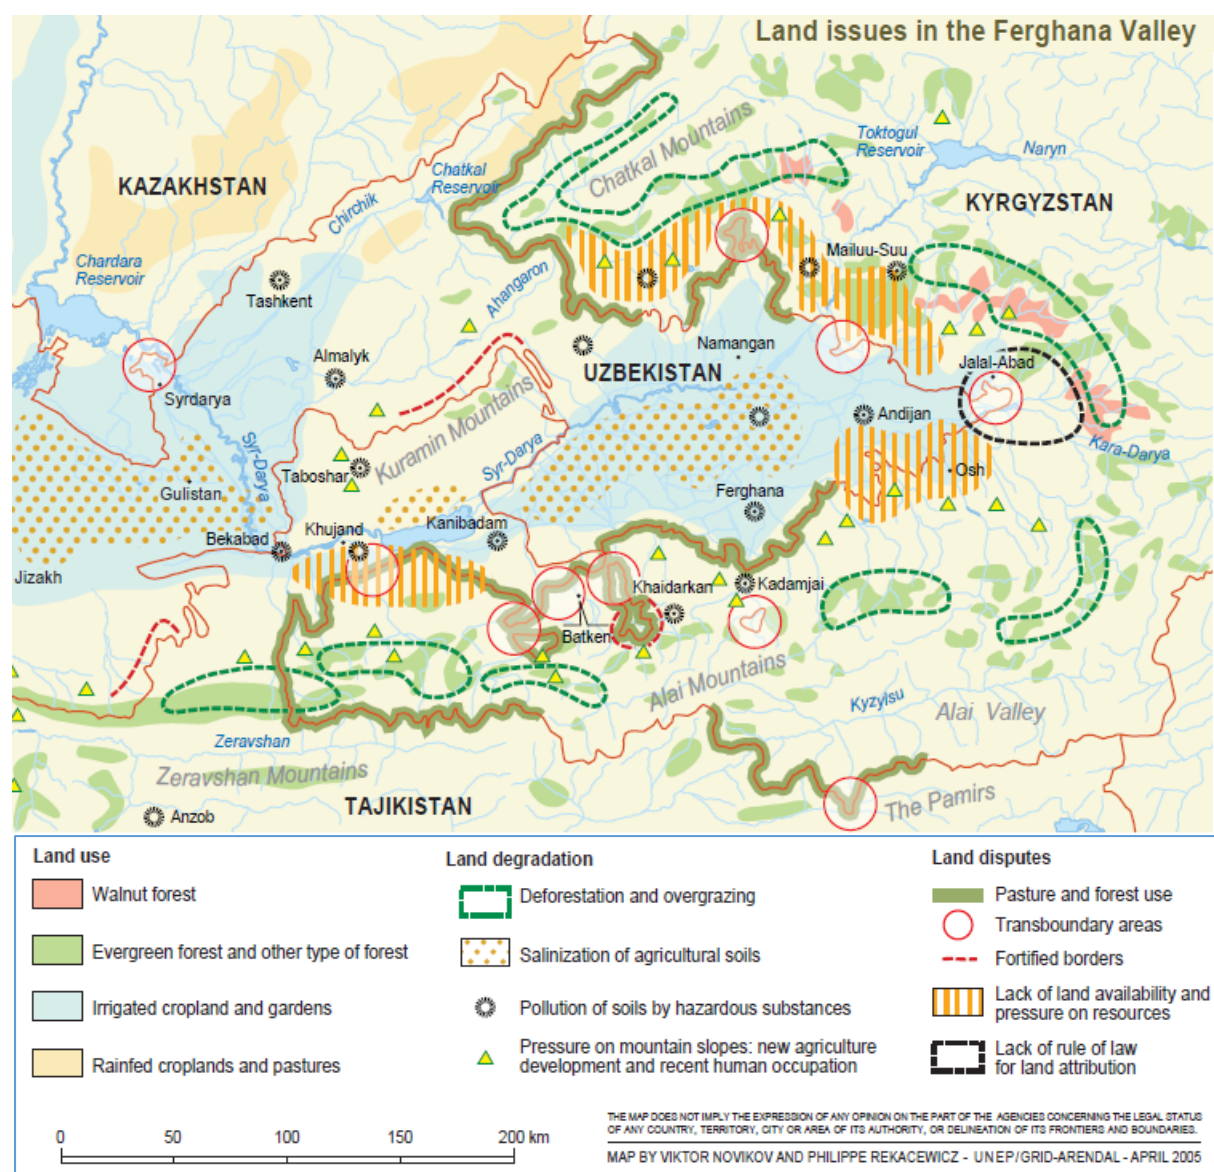 Land issues in the Ferghana Valley
Chatkal Mountains
Toktogul
Reservoir
Naryn
Chatkal
Reservoir
KAZAKHSTAN
Chirchik
KYRGYZSTAN
Chardara
Reservoir
Mailuu-Suu
Ahangaron
Tashkent
Namangan
Almalyk
UZBEKISTAN
Jalal-Abad
Syrdarya
Kuramin Mountains
Andijan
Kara-Darya
Syr-Darya
Syr-Darya
Taboshar
Osh
Gulistan
Ferghana
Khujand
Kanibadam
Bekabad
Jizakh
Khaidarkan
Kadamjai
Batken
Alai Mountains
Kyzylsu
Alai Valley
Zeravshan
Zeravshan Mountains
The Pamirs
TAJIKISTAN
Anzob
Land use
Walnut forest
Evergreen forest and other type of forest
Irrigated cropland and gardens
Rainfed croplands and pastures
Land degradation
Deforestation and overgrazing
Salinization of agricultural soils
Pollution of soils by hazardous substances
Pressure on mountain slopes: new agriculture
development and recent human occupation
Land disputes
Pasture and forest use
Transboundary areas
Fortified borders
Lack of land availability and
pressure on resources
Lack of rule of law
for land attribution
0 50 100 150 200 km
THE MAP DOES NOT IMPLY THE EXPRESSION OF ANY OPINION ON THE PART OF THE AGENCIES CONCERNING THE LEGAL STATUS
OF ANY COUNTRY, TERRITORY, CITY OR AREA OF ITS AUTHORITY, OR DELINEATION OF ITS FRONTIERS AND BOUNDARIES.
MAP BY VIKTOR NOVIKOV AND PHILIPPE REKACEWICZ - UNEP/GRID-ARENDAL - APRIL 2005